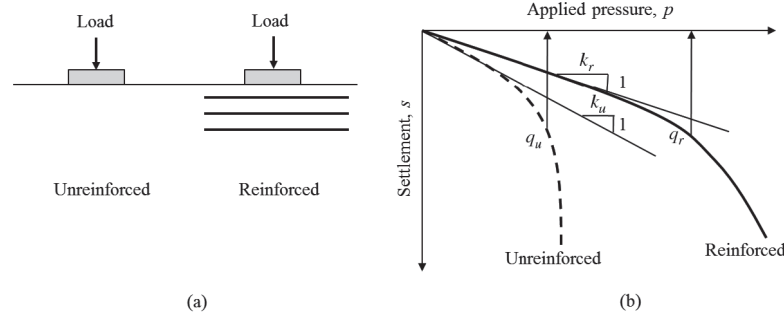 Load
Load
Unreinforced
Reinforced
(a)
Applied pressure, p
Settlement, s
k_r
1
k_u
1
q_u
q_r
Unreinforced
Reinforced
(b)